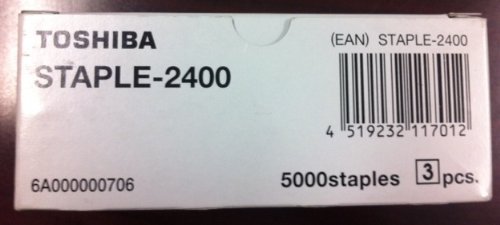 TOSHIBA
(EAN) STAPLE-2400
STAPLE-2400
4 519232 117012
6A000000706
5000staples 3 pcs.